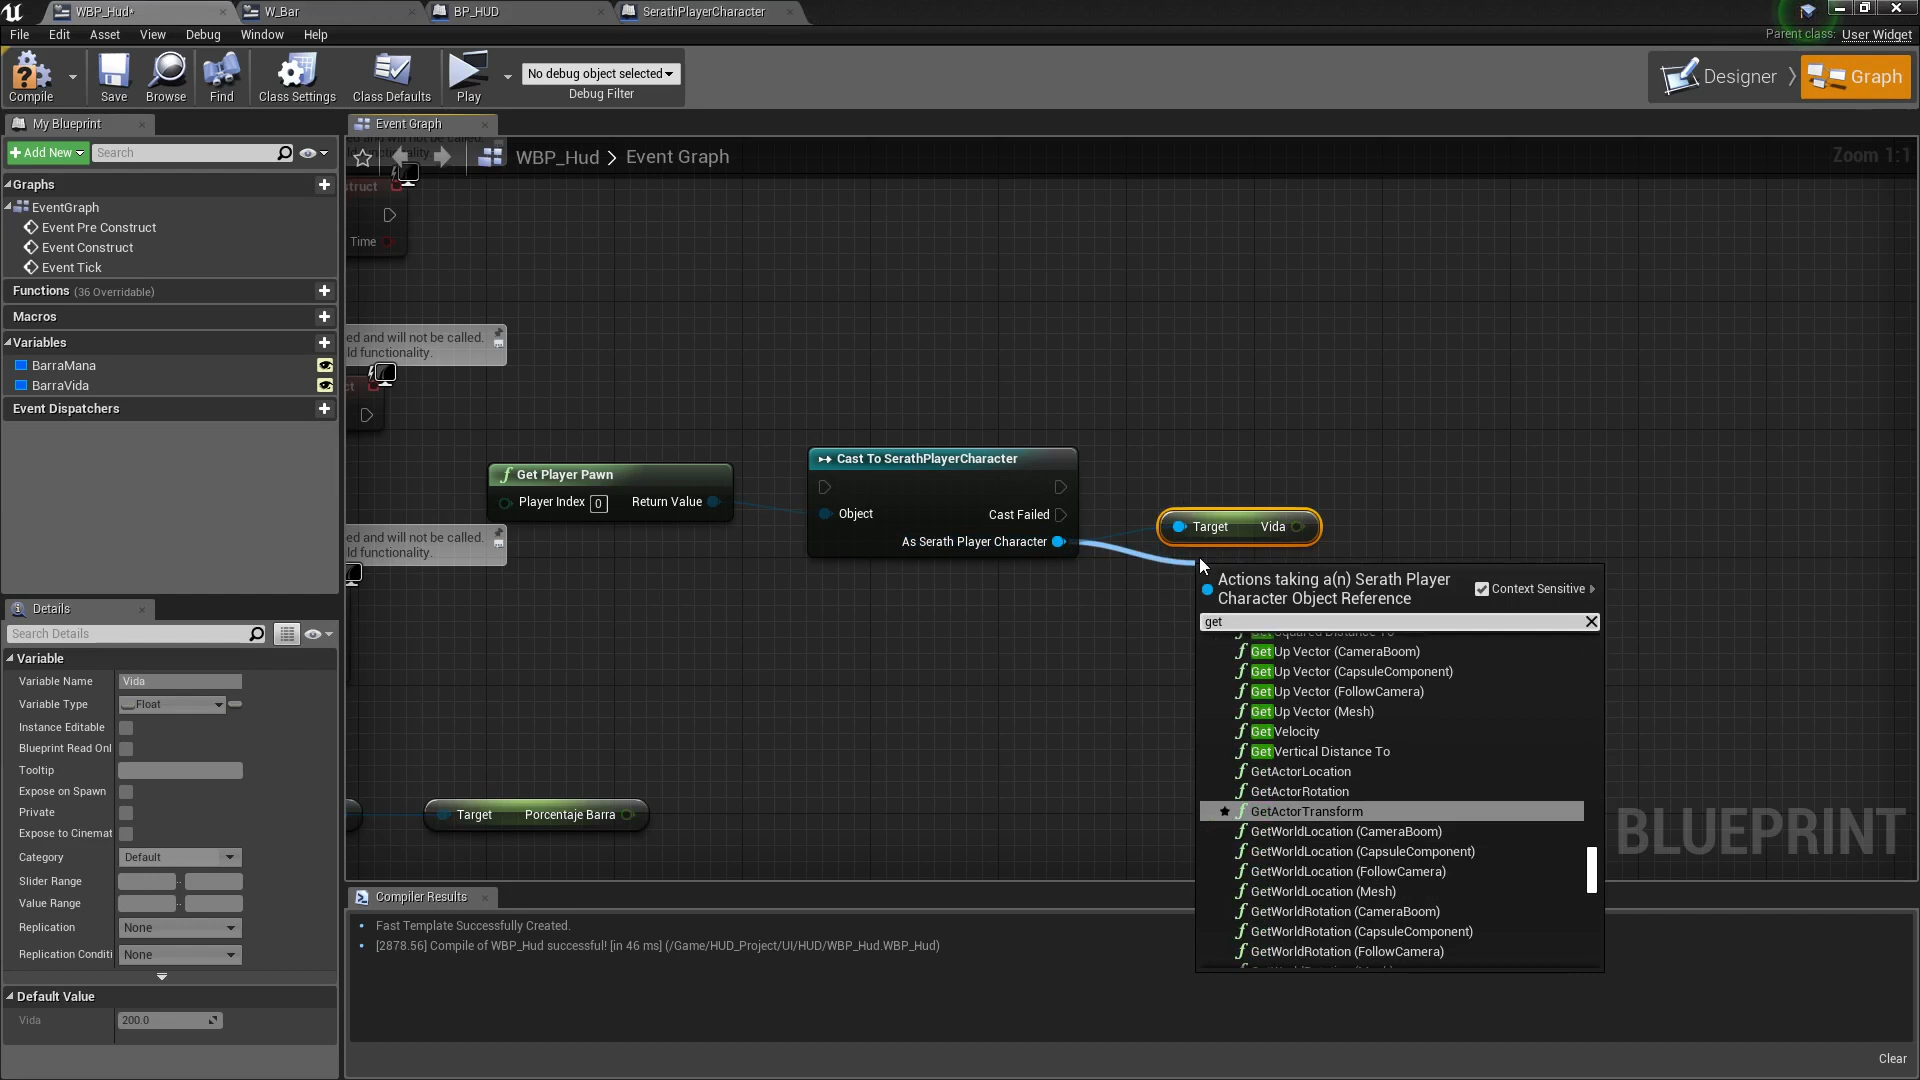 WBP_Hud*
W_Bar
BP_HUD
SerathPlayerCharacter
File Edit Asset View Debug Window Help
Parent class: User Widget
Compile
Save
Browse
Find
Class Settings
Class Defaults
Play
No debug object selected
Debug Filter
Designer
Graph
My Blueprint
Event Graph
Add New
Search
WBP_Hud > Event Graph
Zoom 1:1
Graphs
EventGraph
Event Pre Construct
Event Construct
Event Tick
Functions (36 Overridable)
Macros
Variables
BarraMana
BarraVida
Event Dispatchers
Time
ed and will not be called.
ld functionality.
Get Player Pawn
Player Index 0 Return Value
Cast To SerathPlayerCharacter
Object
Cast Failed
As Serath Player Character
Target Vida
ed and will not be called.
ld functionality.
Target Porcentaje Barra
Actions taking a(n) Serath Player
Character Object Reference
Context Sensitive
get
Get Up Vector (CameraBoom)
Get Up Vector (CapsuleComponent)
Get Up Vector (FollowCamera)
Get Up Vector (Mesh)
Get Velocity
Get Vertical Distance To
GetActorLocation
GetActorRotation
GetActorTransform
GetWorldLocation (CameraBoom)
GetWorldLocation (CapsuleComponent)
GetWorldLocation (FollowCamera)
GetWorldLocation (Mesh)
GetWorldRotation (CameraBoom)
GetWorldRotation (CapsuleComponent)
GetWorldRotation (FollowCamera)
BLUEPRINT
Details
Search Details
Variable
Variable Name Vida
Variable Type Float
Instance Editable
Blueprint Read Onl
Tooltip
Expose on Spawn
Private
Expose to Cinemat
Category Default
Slider Range
Value Range
Replication None
Replication Conditi None
Default Value
Vida 200.0
Compiler Results
Fast Template Successfully Created.
[2878.56] Compile of WBP_Hud successful! [in 46 ms] (/Game/HUD_Project/UI/HUD/WBP_Hud.WBP_Hud)
Clear